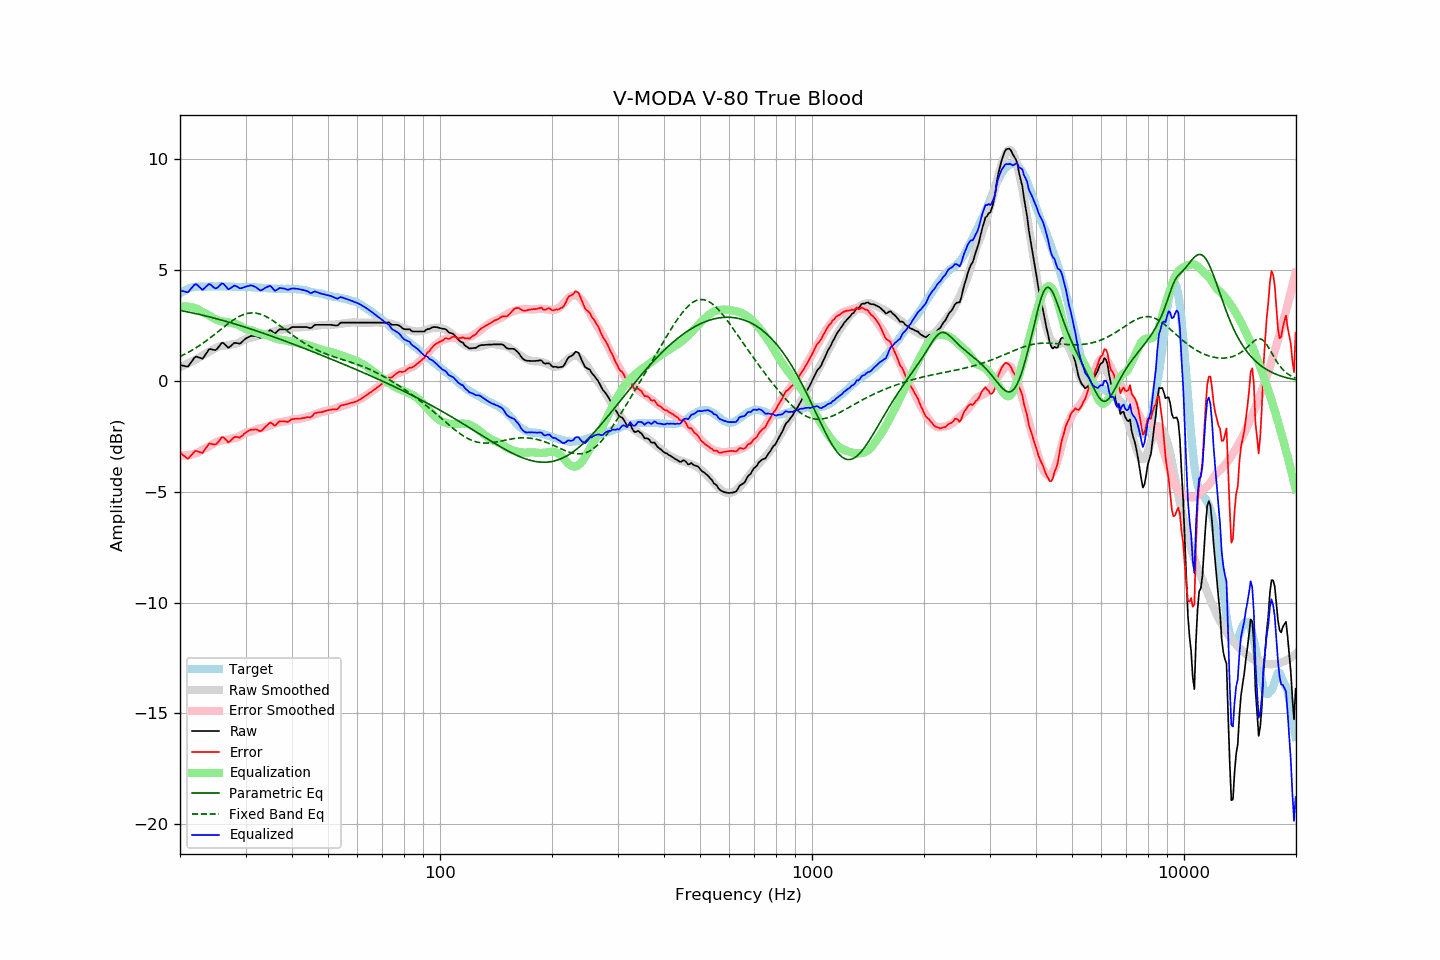 V-MODA V-80 True Blood
10
5
0
−5
−10
−15
−20
Amplitude (dBr)
Target
Raw Smoothed
Error Smoothed
Raw
Error
Equalization
Parametric Eq
Fixed Band Eq
Equalized
100
1000
10000
Frequency (Hz)